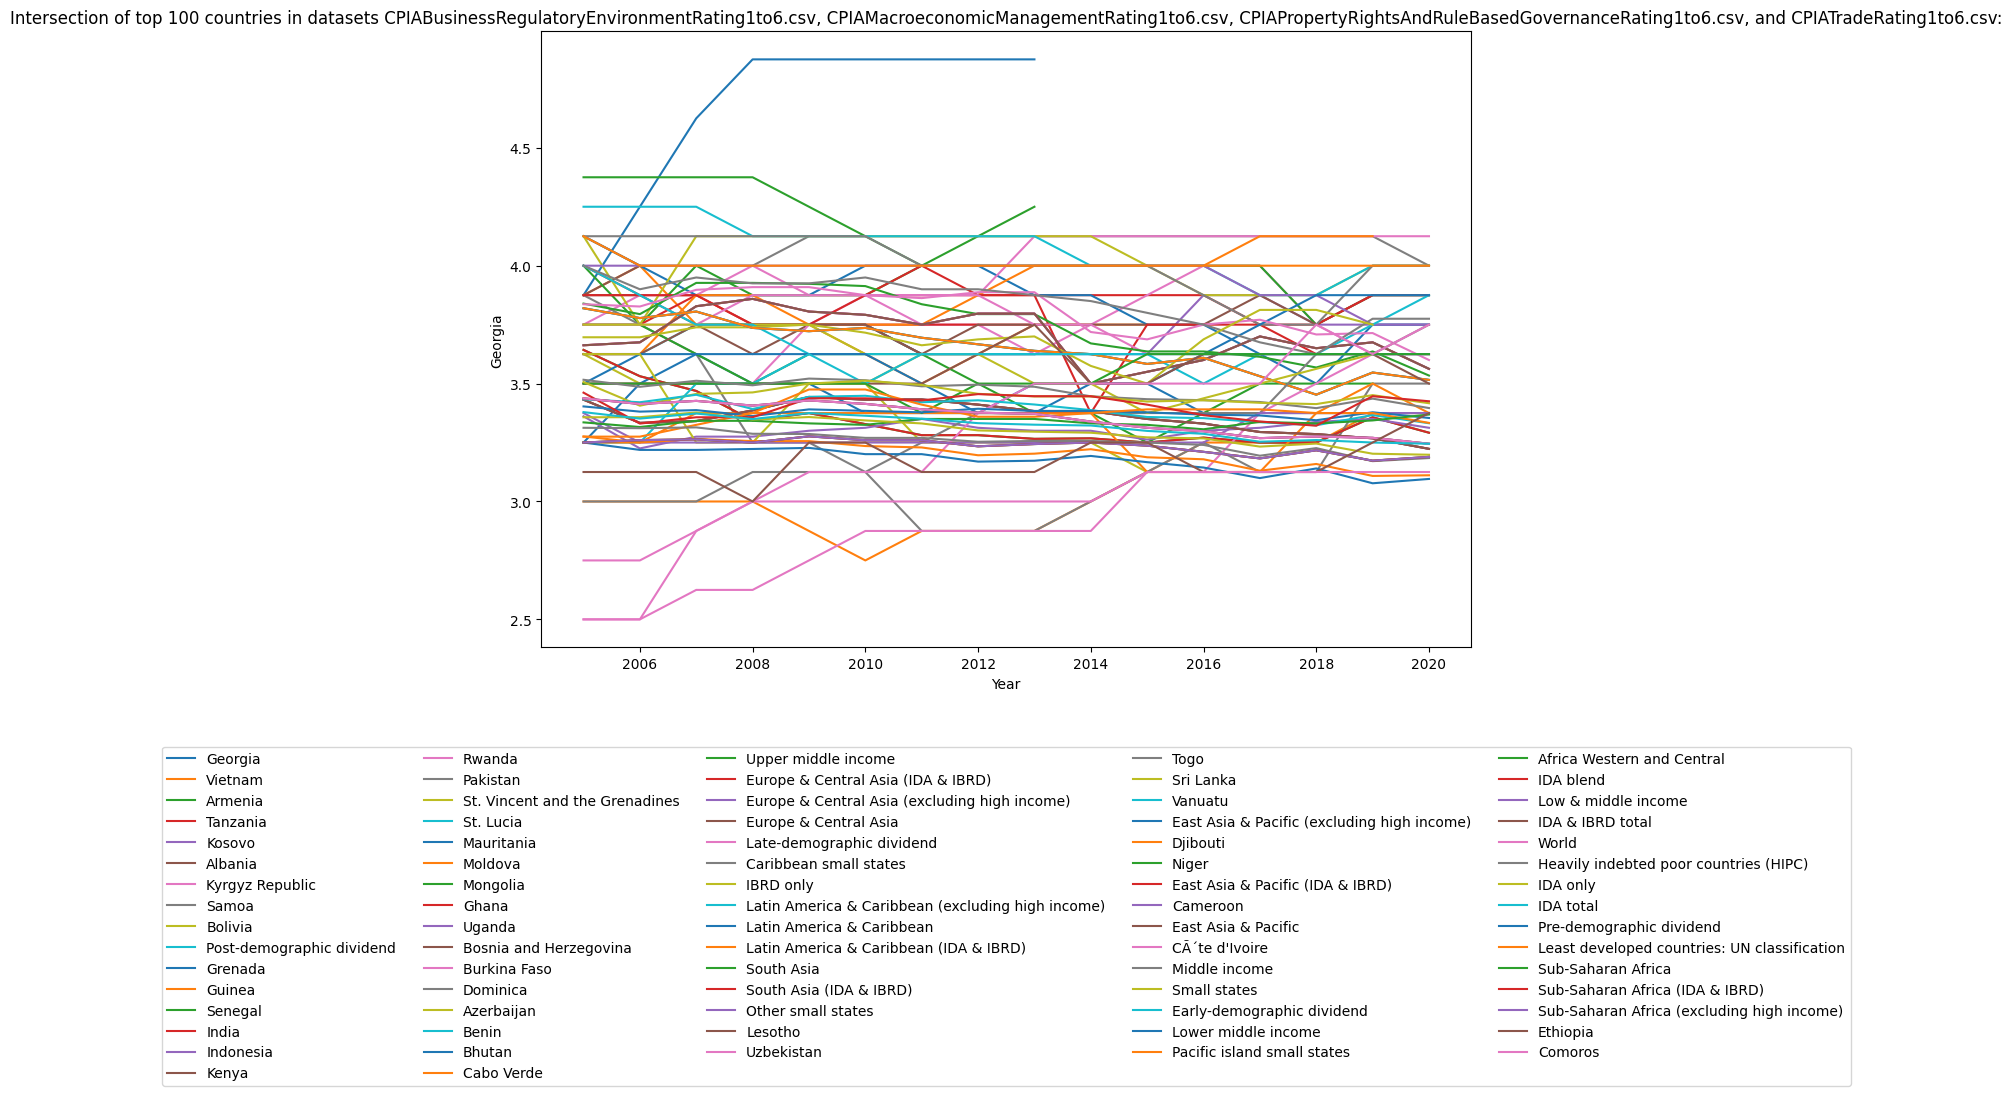 Intersection of top 100 countries in datasets CPIABusinessRegulatoryEnvironmentRating1to6.csv, CPIAMacroeconomicManagementRating1to6.csv, CPIAPropertyRightsAndRuleBasedGovernanceRating1to6.csv, and CPIATradeRating1to6.csv:
4.5
4.0
3.5
3.0
2.5
Georgia
2006 2008 2010 2012 2014 2016 2018 2020
Year
Georgia
Vietnam
Armenia
Tanzania
Kosovo
Albania
Kyrgyz Republic
Samoa
Bolivia
Post-demographic dividend
Grenada
Guinea
Senegal
India
Indonesia
Kenya
Rwanda
Pakistan
St. Vincent and the Grenadines
St. Lucia
Mauritania
Moldova
Mongolia
Ghana
Uganda
Bosnia and Herzegovina
Burkina Faso
Dominica
Azerbaijan
Benin
Bhutan
Cabo Verde
Upper middle income
Europe & Central Asia (IDA & IBRD)
Europe & Central Asia (excluding high income)
Europe & Central Asia
Late-demographic dividend
Caribbean small states
IBRD only
Latin America & Caribbean (excluding high income)
Latin America & Caribbean
Latin America & Caribbean (IDA & IBRD)
South Asia
South Asia (IDA & IBRD)
Other small states
Lesotho
Uzbekistan
Togo
Sri Lanka
Vanuatu
East Asia & Pacific (excluding high income)
Djibouti
Niger
East Asia & Pacific (IDA & IBRD)
Cameroon
East Asia & Pacific
CÃ´te d'Ivoire
Middle income
Small states
Early-demographic dividend
Lower middle income
Pacific island small states
Africa Western and Central
IDA blend
Low & middle income
IDA & IBRD total
World
Heavily indebted poor countries (HIPC)
IDA only
IDA total
Pre-demographic dividend
Least developed countries: UN classification
Sub-Saharan Africa
Sub-Saharan Africa (IDA & IBRD)
Sub-Saharan Africa (excluding high income)
Ethiopia
Comoros